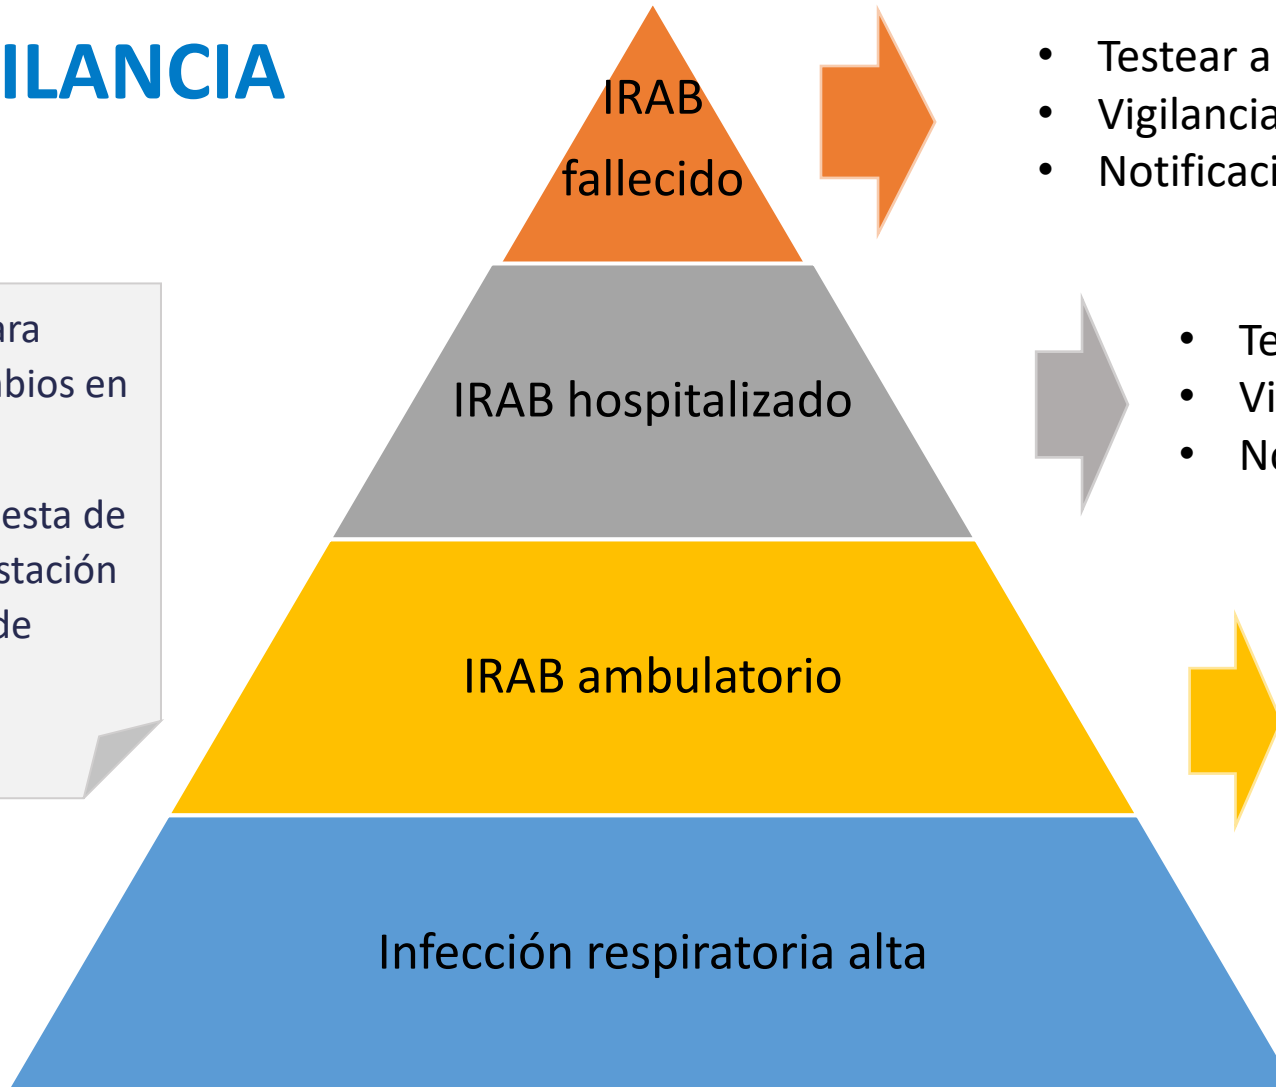 ILANCIA
IRAB
fallecido
• Testear a
• Vigilancia
• Notificaci
ara
bios en
esta de
stación
de
IRAB hospitalizado
• Te
• Vi
• No
IRAB ambulatorio
Infección respiratoria alta